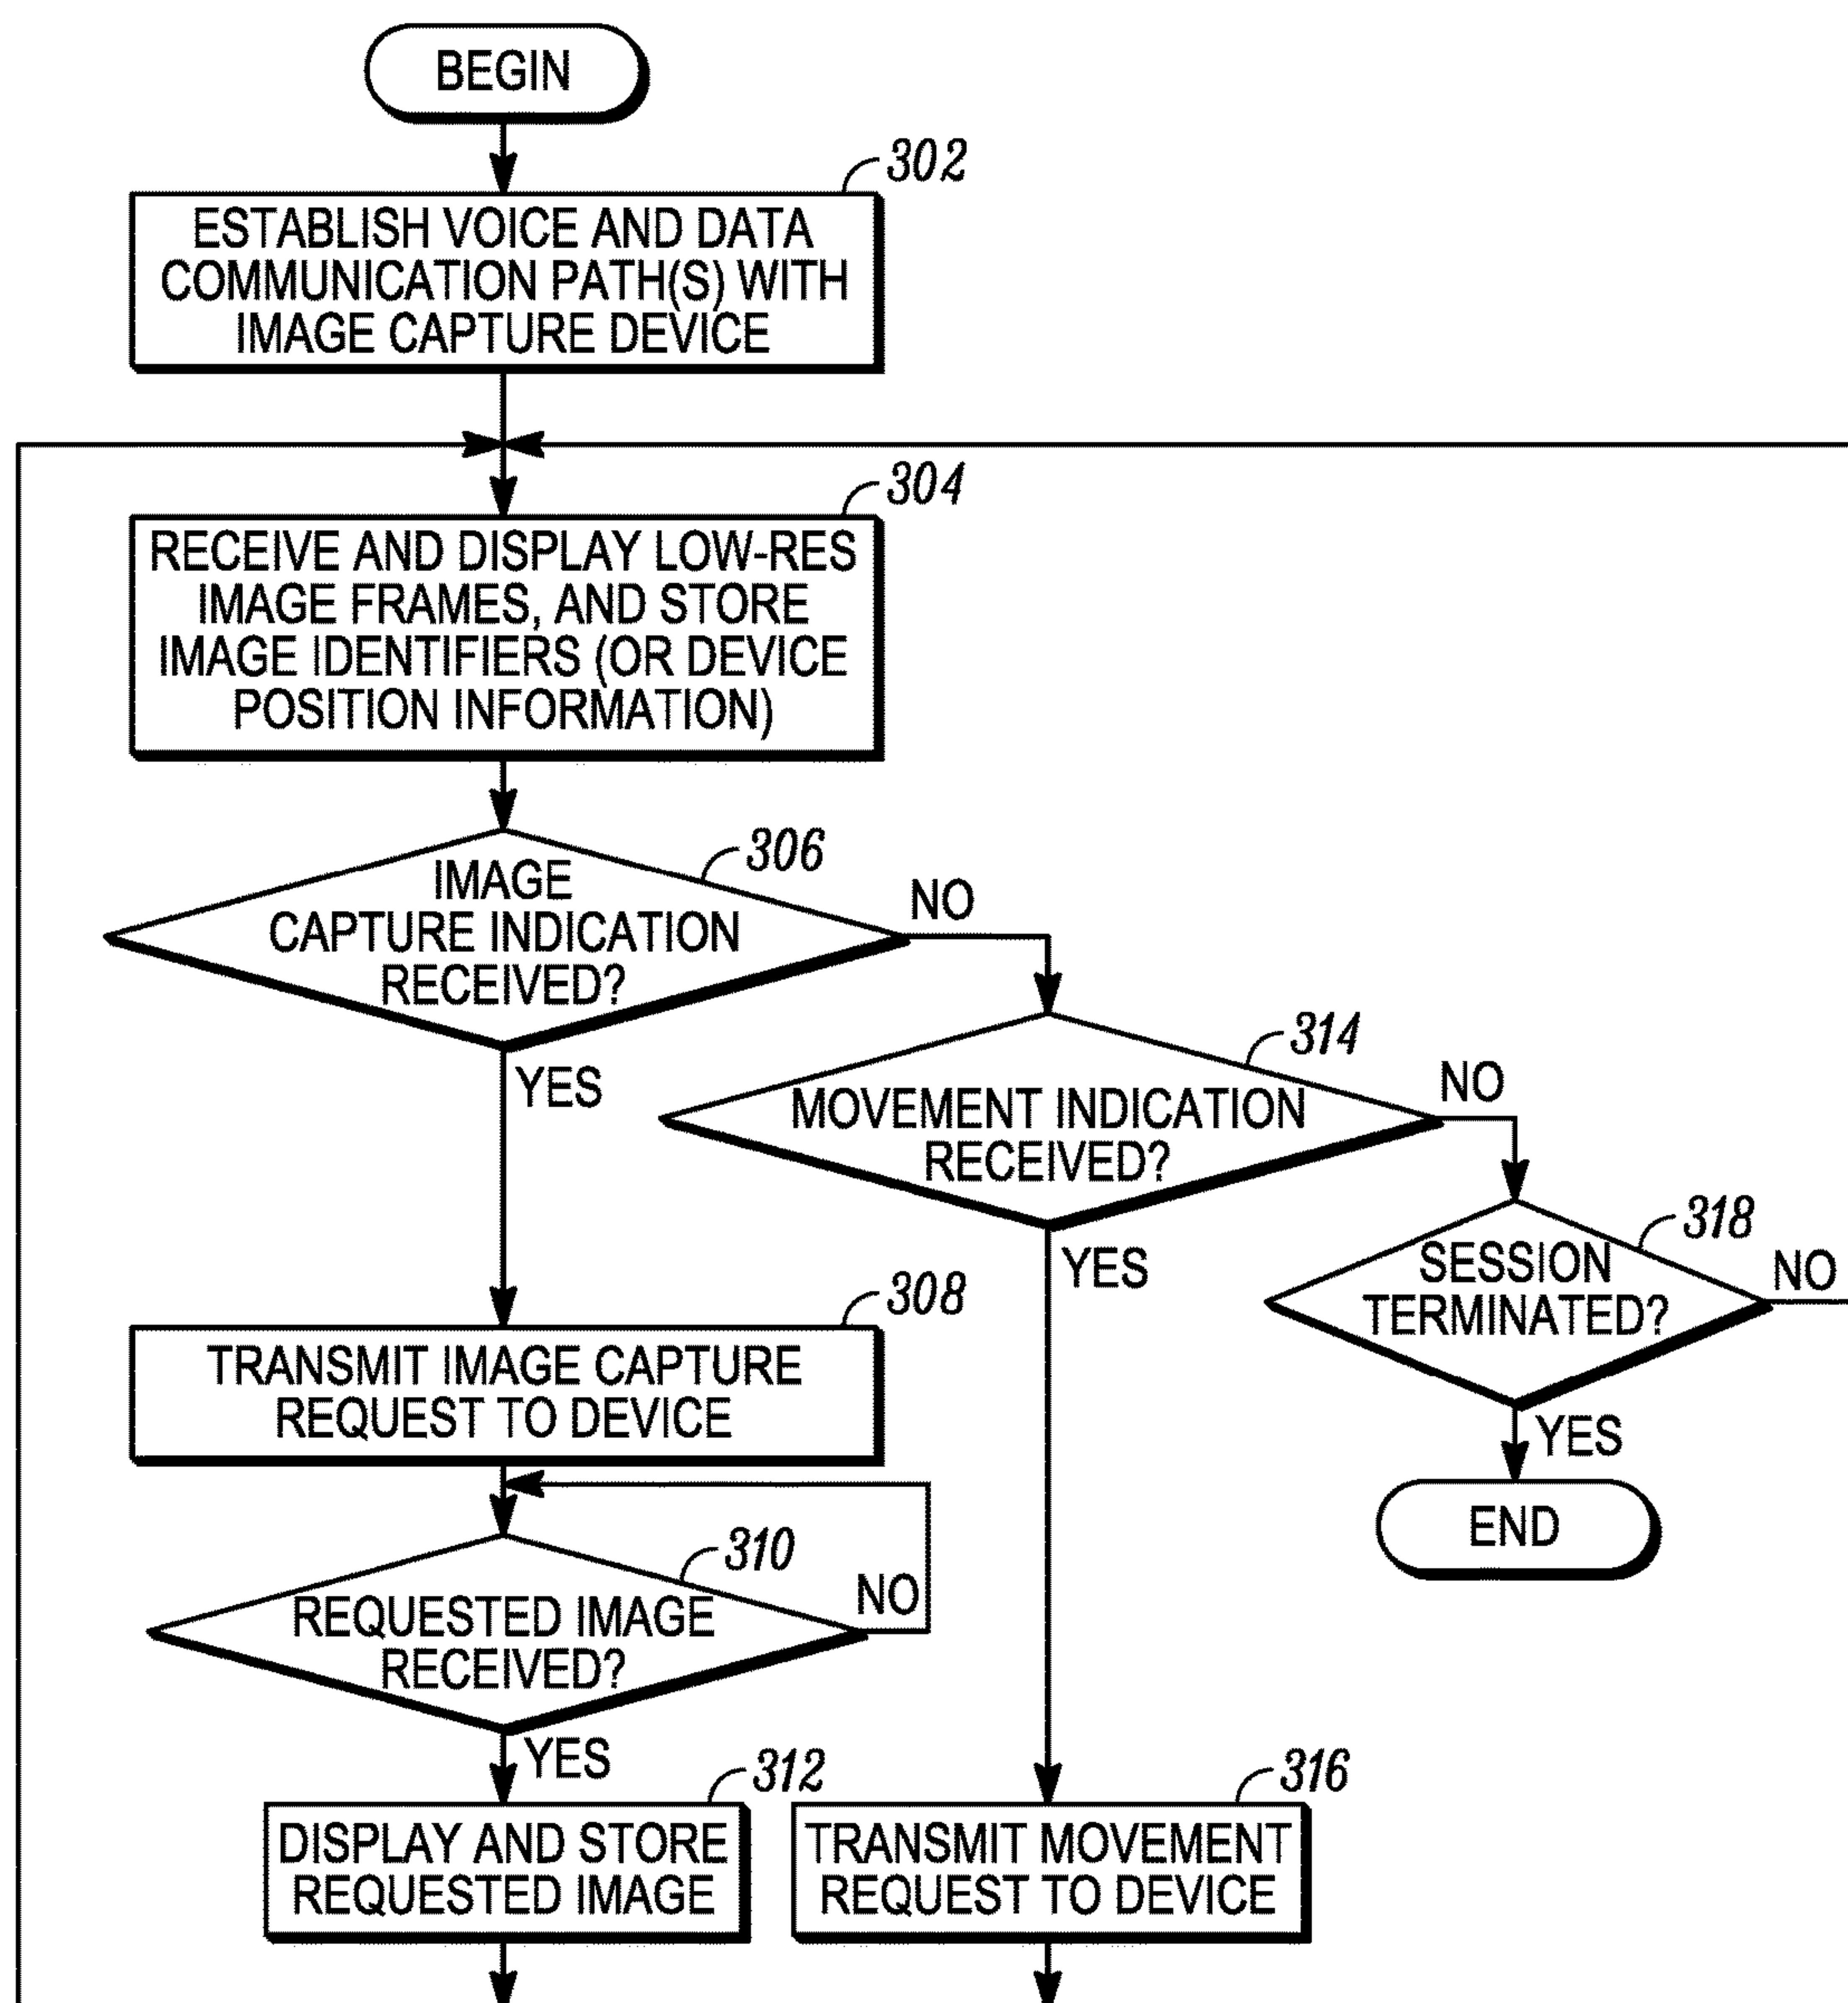 BEGIN
302
ESTABLISH VOICE AND DATA
COMMUNICATION PATH(S) WITH
IMAGE CAPTURE DEVICE
304
RECEIVE AND DISPLAY LOW-RES
IMAGE FRAMES, AND STORE
IMAGE IDENTIFIERS (OR DEVICE
POSITION INFORMATION)
306
IMAGE
CAPTURE INDICATION
RECEIVED?
NO
YES
314
MOVEMENT INDICATION
RECEIVED?
NO
YES
318
SESSION
TERMINATED?
NO
YES
END
308
TRANSMIT IMAGE CAPTURE
REQUEST TO DEVICE
310
REQUESTED IMAGE
RECEIVED?
NO
YES
312
DISPLAY AND STORE
REQUESTED IMAGE
316
TRANSMIT MOVEMENT
REQUEST TO DEVICE